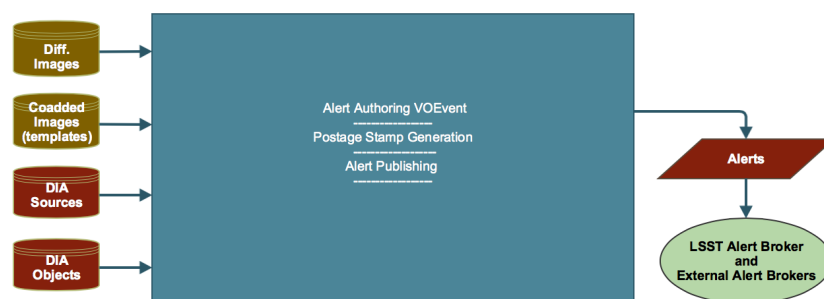 Diff.
Images
Coadded
Images
(templates)
DIA
Sources
DIA
Objects
Alert Authoring VOEvent
-------------------
Postage Stamp Generation
--------------------
Alert Publishing
-------------------
Alerts
LSST Alert Broker
and
External Alert Brokers